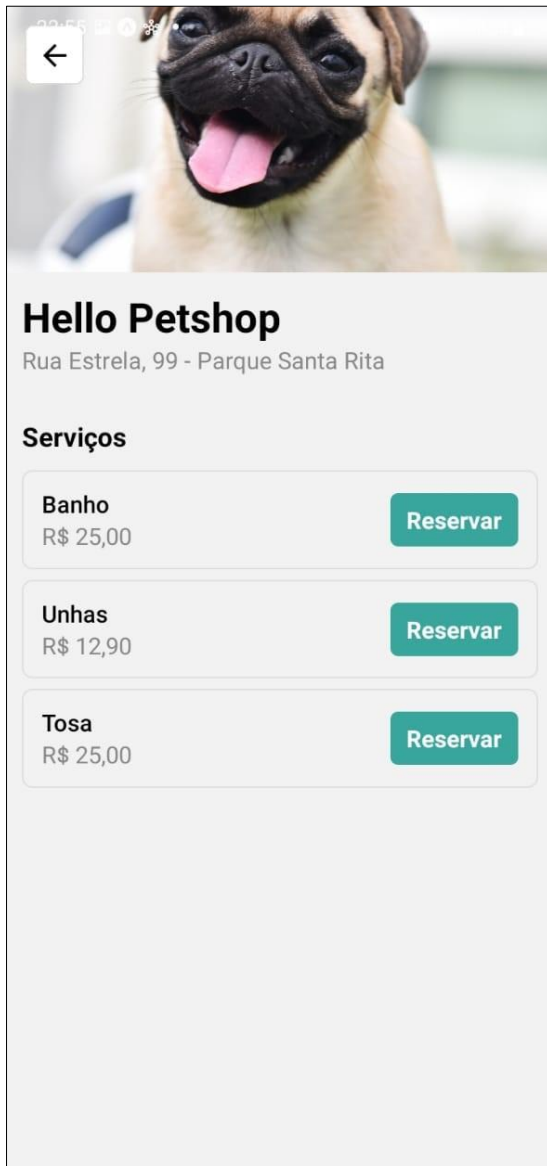 Hello Petshop
Rua Estrela, 99 - Parque Santa Rita
Serviços
Banho
R$ 25,00
Reservar
Unhas
R$ 12,90
Reservar
Tosa
R$ 25,00
Reservar